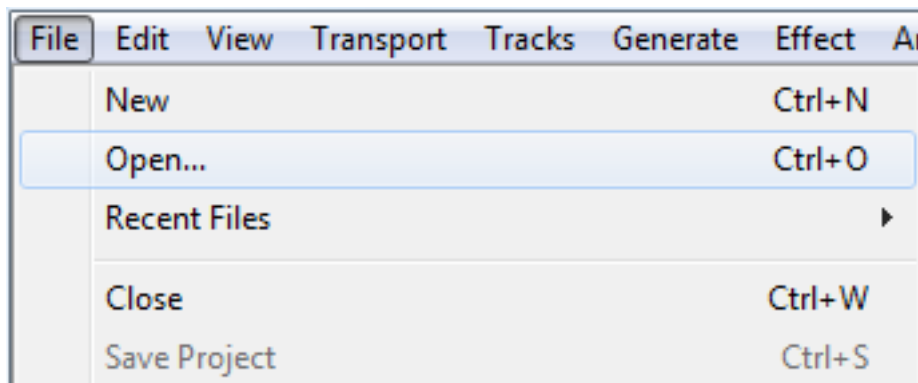 File Edit View Transport Tracks Generate Effect
New Ctrl+N
Open... Ctrl+O
Recent Files
Close Ctrl+W
Save Project Ctrl+S